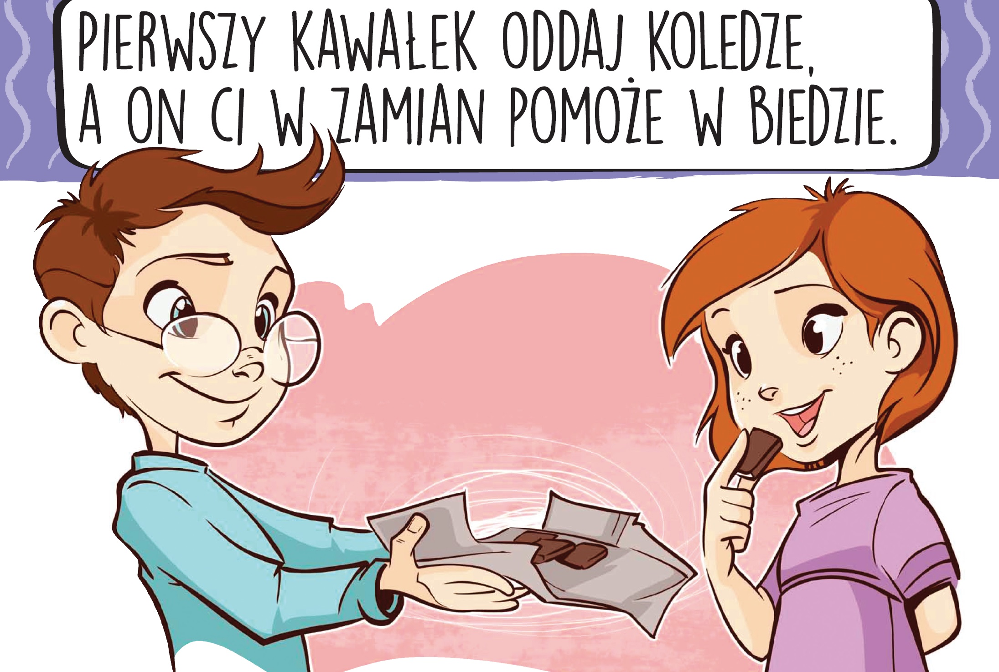 PIERWSZY KAWAŁEK ODDAJ KOLEDZE,
A ON CI W ZAMIAN POMOŻE W BIEDZIE.